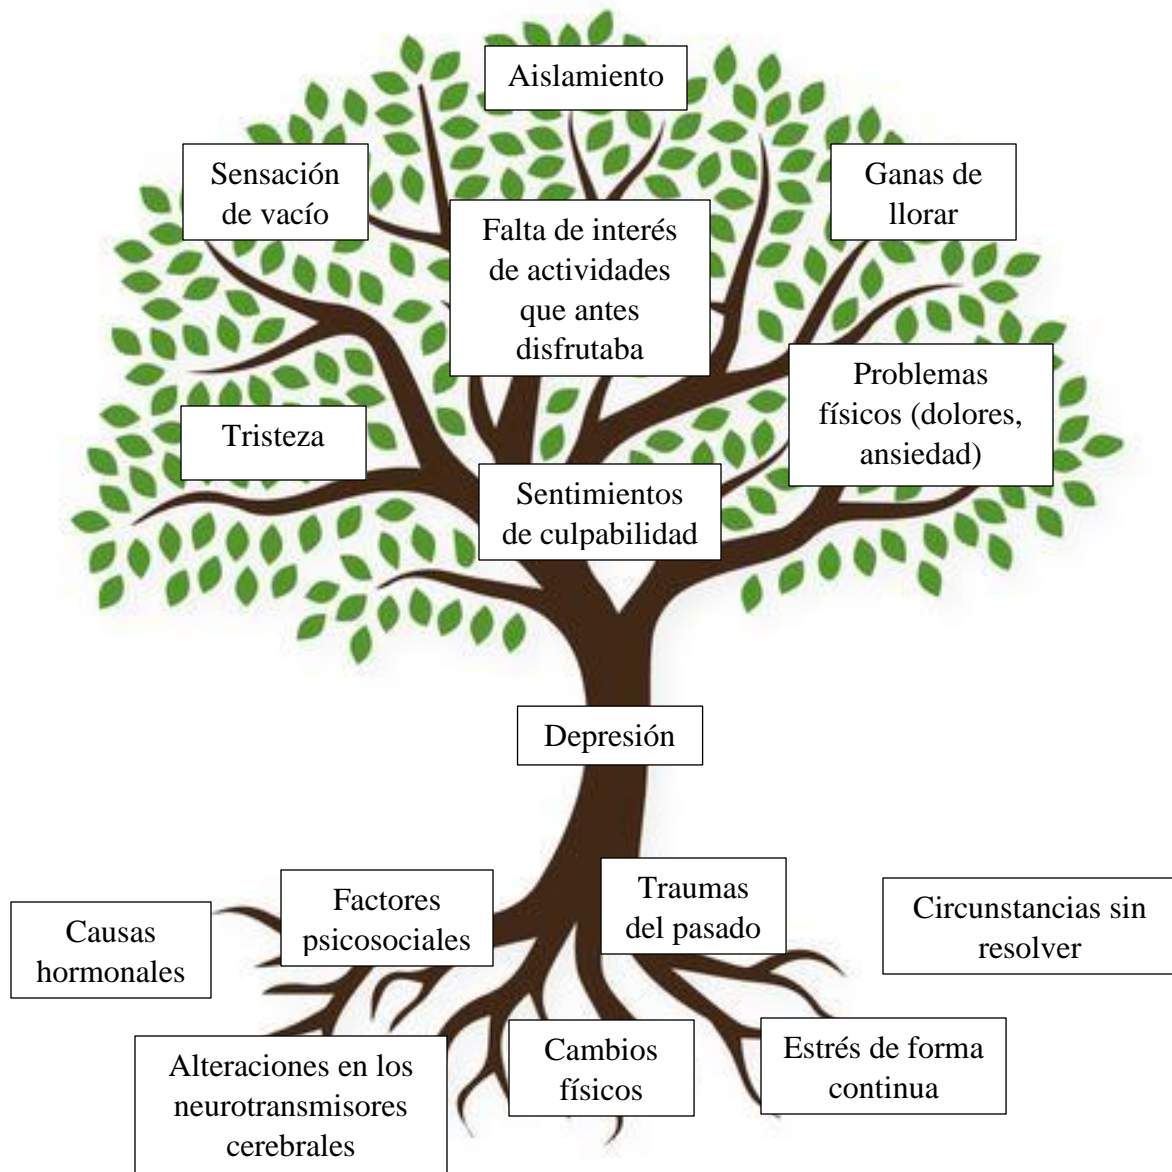 Aislamiento
Sensación
de vacío
Ganas de
llorar
Falta de interés
de actividades
que antes
disfrutaba
Problemas
físicos (dolores,
ansiedad)
Tristeza
Sentimientos
de culpabilidad
Depresión
Factores
psicosociales
Traumas
del pasado
Causas
hormonales
Circunstancias sin
resolver
Alteraciones en los
neurotransmisores
cerebrales
Cambios
físicos
Estrés de forma
continua